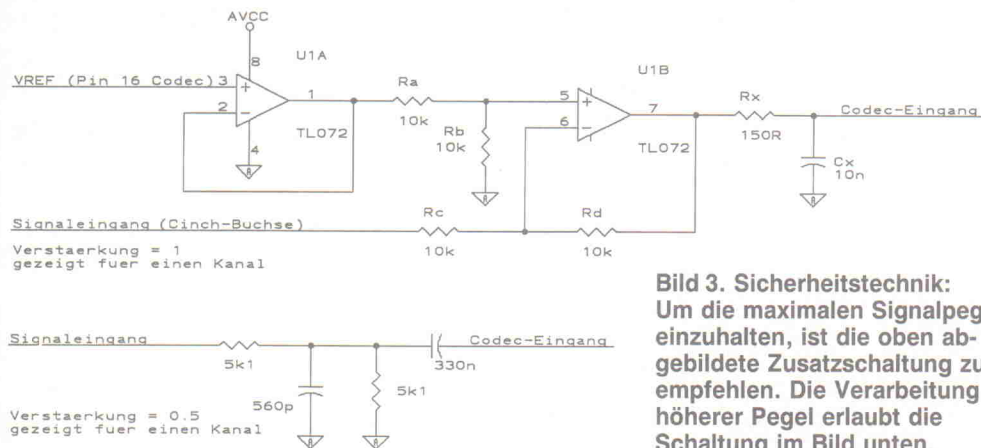 AVCC
8
U1A
VREF (Pin 16 Codec)
3
+
2
−
1
4
TL072
Ra
10k
Rb
10k
U1B
5
+
6
−
7
TL072
Rx
150R
Codec-Eingang
Cx
10n
A
A
A
Signaleingang (Cinch-Buchse)
Rc
10k
Rd
10k
Verstaerkung = 1
gezeigt fuer einen Kanal
Signaleingang
5k1
560p
5k1
330n
Codec-Eingang
A
A
Verstaerkung = 0.5
gezeigt fuer einen Kanal
Bild 3. Sicherheitstechnik:
Um die maximalen Signalpeg
einzuhalten, ist die oben ab-
gebildete Zusatzschaltung zu
empfehlen. Die Verarbeitung
höherer Pegel erlaubt die
Schaltung im Bild unten